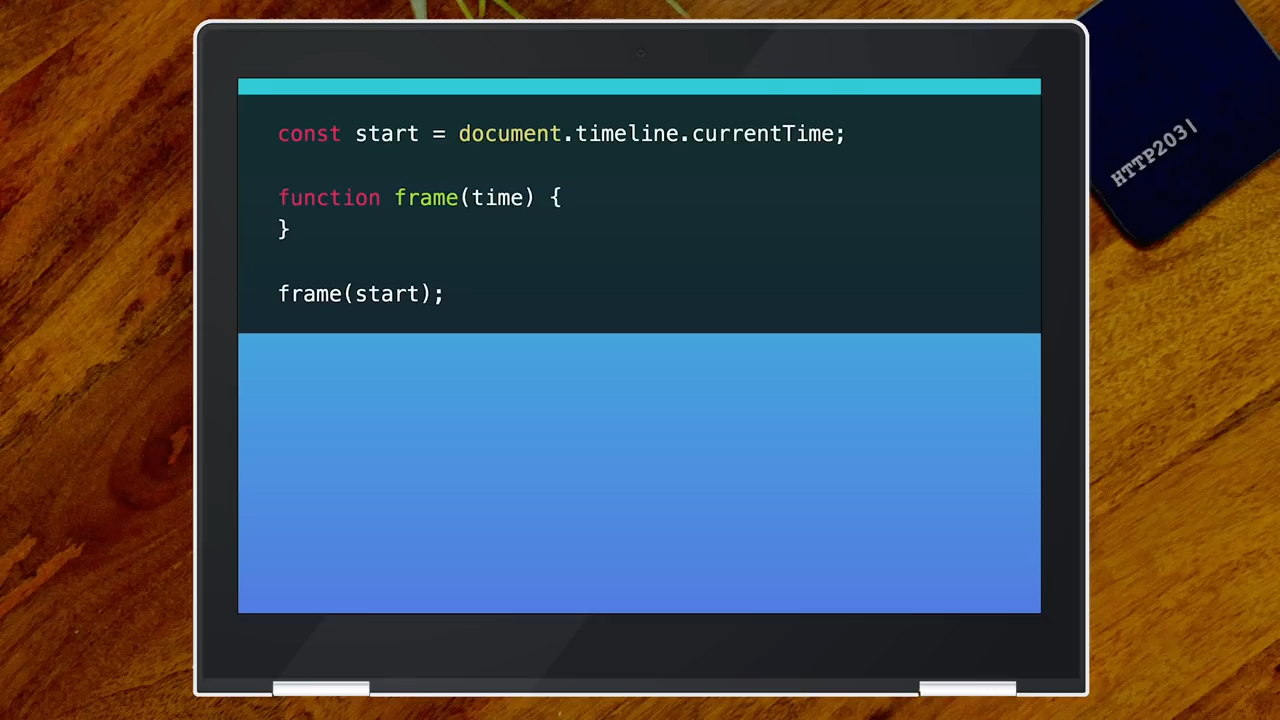 const start = document.timeline.currentTime;
function frame(time) {
}
frame(start);
HTTP203|